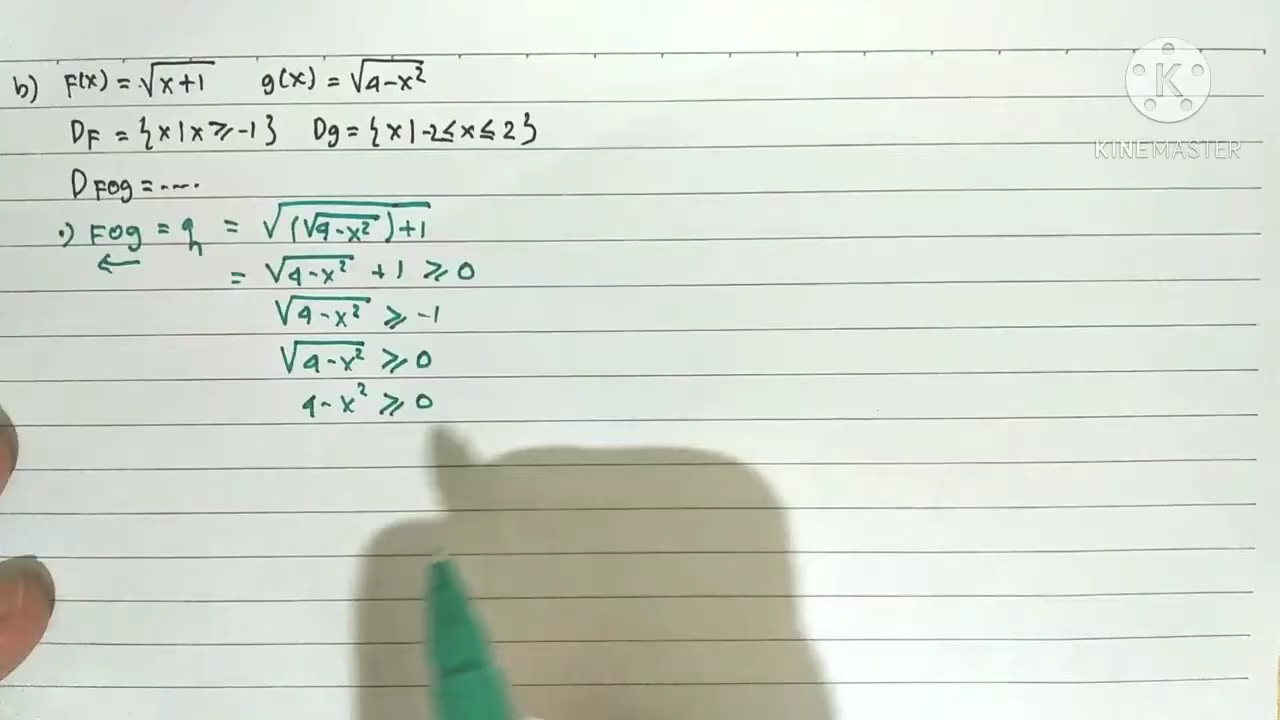 b) F(x) = √(x+1) g(x) = √(4-x²)
DF = {x|x ≥ -1} Dg = {x|-2 ≤ x ≤ 2}
D FOg = ....
•) FOg = h = √((√(4-x²))+1)
= √(4-x²) + 1 ≥ 0
√(4-x²) ≥ -1
√(4-x²) ≥ 0
4-x² ≥ 0
K
KINEMASTER